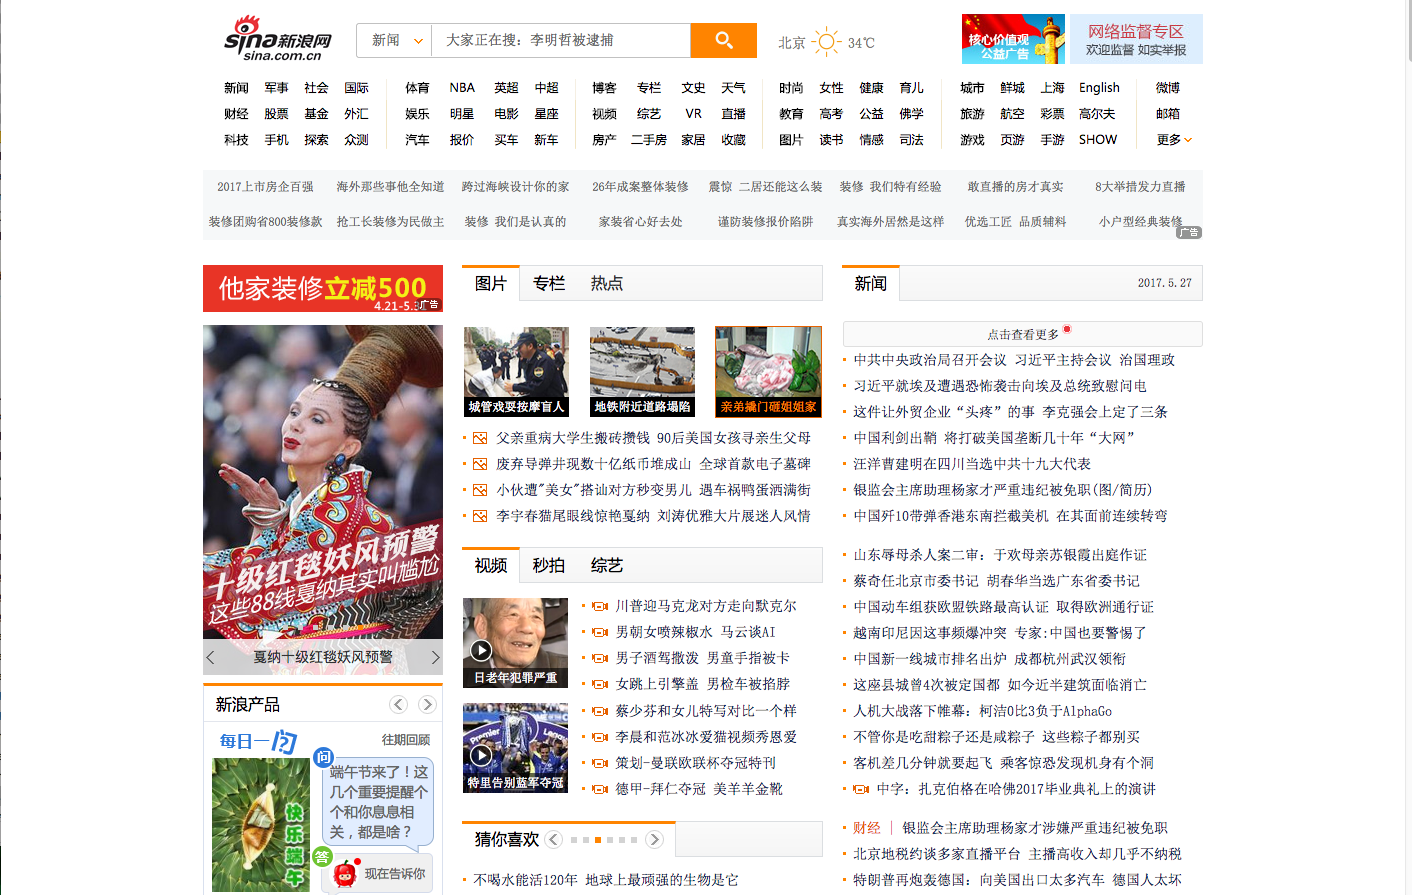 sina新浪网
sina.com.cn
新闻
大家正在搜：李明哲被逮捕
北京
34℃
核心价值观
公益广告
网络监督专区
欢迎监督 如实举报
新闻 军事 社会 国际 体育 NBA 英超 中超 博客 专栏 文史 天气 时尚 女性 健康 育儿 城市 鲜城 上海 English 微博
财经 股票 基金 外汇 娱乐 明星 电影 星座 视频 综艺 VR 直播 教育 高考 公益 佛学 旅游 航空 彩票 高尔夫 邮箱
科技 手机 探索 众测 汽车 报价 买车 新车 房产 二手房 家居 收藏 图片 读书 情感 司法 游戏 页游 手游 SHOW 更多
2017上市房企百强 海外那些事他全知道 跨过海峡设计你的家 26年成案整体装修 震惊 二居还能这么装 装修 我们特有经验 敢直播的房才真实 8大举措发力直播
装修团购省800装修款 抢工长装修为民做主 装修 我们是认真的 家装省心好去处 谨防装修报价陷阱 真实海外居然是这样 优选工匠 品质辅料 小户型经典装修
广告
他家装修立减500
4.21-5.31
广告
十级红毯妖风预警
这些88线戛纳其实叫尴尬
戛纳十级红毯妖风预警
新浪产品
每日一问
往期回顾
问
端午节来了！这
几个重要提醒个
个和你息息相
关，都是啥？
快乐端午
答
现在告诉你
图片 专栏 热点
城管戏耍按摩盲人
地铁附近道路塌陷
亲弟撬门砸姐姐家
父亲重病大学生搬砖攒钱 90后美国女孩寻亲生父母
废弃导弹井现数十亿纸币堆成山 全球首款电子墓碑
小伙遭"美女"搭讪对方秒变男儿 遇车祸鸭蛋洒满街
李宇春猫尾眼线惊艳戛纳 刘涛优雅大片展迷人风情
视频 秒拍 综艺
日老年犯罪严重
特里告别蓝军夺冠
川普迎马克龙对方走向默克尔
男朝女喷辣椒水 马云谈AI
男子酒驾撒泼 男童手指被卡
女跳上引擎盖 男检车被掐脖
蔡少芬和女儿特写对比一个样
李晨和范冰冰爱猫视频秀恩爱
策划-曼联欧联杯夺冠特刊
德甲-拜仁夺冠 美羊羊金靴
猜你喜欢
不喝水能活120年 地球上最顽强的生物是它
新闻
2017.5.27
点击查看更多
中共中央政治局召开会议 习近平主持会议 治国理政
习近平就埃及遭遇恐怖袭击向埃及总统致慰问电
这件让外贸企业“头疼”的事 李克强会上定了三条
中国利剑出鞘 将打破美国垄断几十年“大网”
汪洋曹建明在四川当选中共十九大代表
银监会主席助理杨家才严重违纪被免职(图/简历)
中国歼10带弹香港东南拦截美机 在其面前连续转弯
山东辱母杀人案二审：于欢母亲苏银霞出庭作证
蔡奇任北京市委书记 胡春华当选广东省委书记
中国动车组获欧盟铁路最高认证 取得欧洲通行证
越南印尼因这事频爆冲突 专家:中国也要警惕了
中国新一线城市排名出炉 成都杭州武汉领衔
这座县城曾4次被定国都 如今近半建筑面临消亡
人机大战落下帷幕：柯洁0比3负于AlphaGo
不管你是吃甜粽子还是咸粽子 这些粽子都别买
客机差几分钟就要起飞 乘客惊恐发现机身有个洞
中字：扎克伯格在哈佛2017毕业典礼上的演讲
财经 | 银监会主席助理杨家才涉嫌严重违纪被免职
北京地税约谈多家直播平台 主播高收入却几乎不纳税
特朗普再炮轰德国：向美国出口太多汽车 德国人太坏